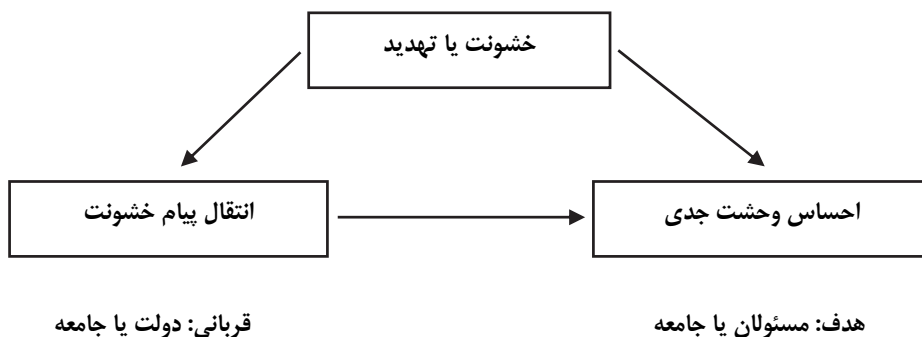 خشونت یا تهدید
احساس وحشت جدی
انتقال پیام خشونت
هدف: مسئولان یا جامعه
قربانی: دولت یا جامعه